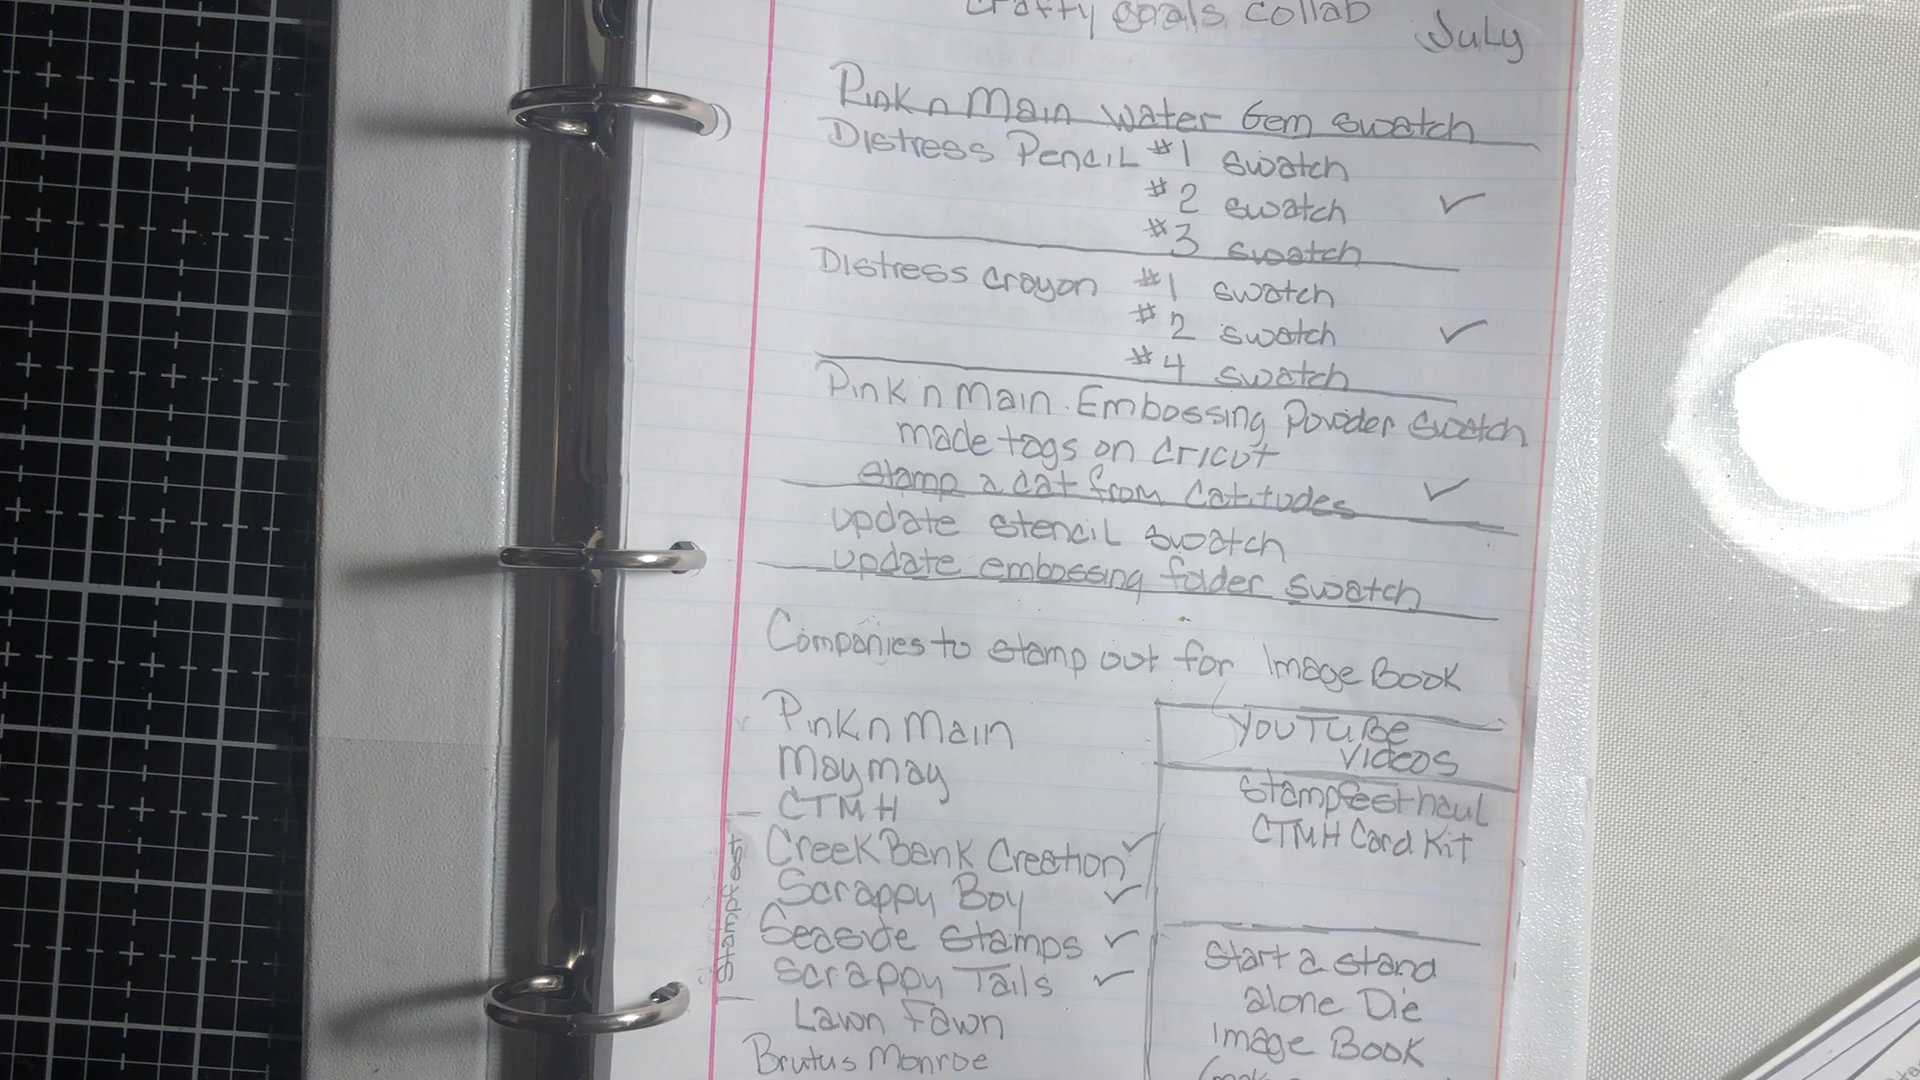 Crafty Goals collab
July
Pink n Main Water Gem Swatch
Distress Pencil #1 swatch
#2 swatch ✓
#3 swatch
Distress Crayon #1 swatch
#2 swatch ✓
#4 swatch
Pink n Main Embossing Powder Swatch
made tags on Cricut
stamp a cat from Catitudes ✓
update stencil swatch
update embossing folder swatch
Companies to stamp out for Image Book
Pink n Main
Maymay
CTMH
Creek Bank Creation ✓
Scrappy Boy ✓
Seaside Stamps ✓
Scrappy Tails ✓
Lawn Fawn
Brutus Monroe
Stampfest
YouTube
Videos
Stampfest haul
CTMH Card Kit
Start a stand
alone Die
Image Book